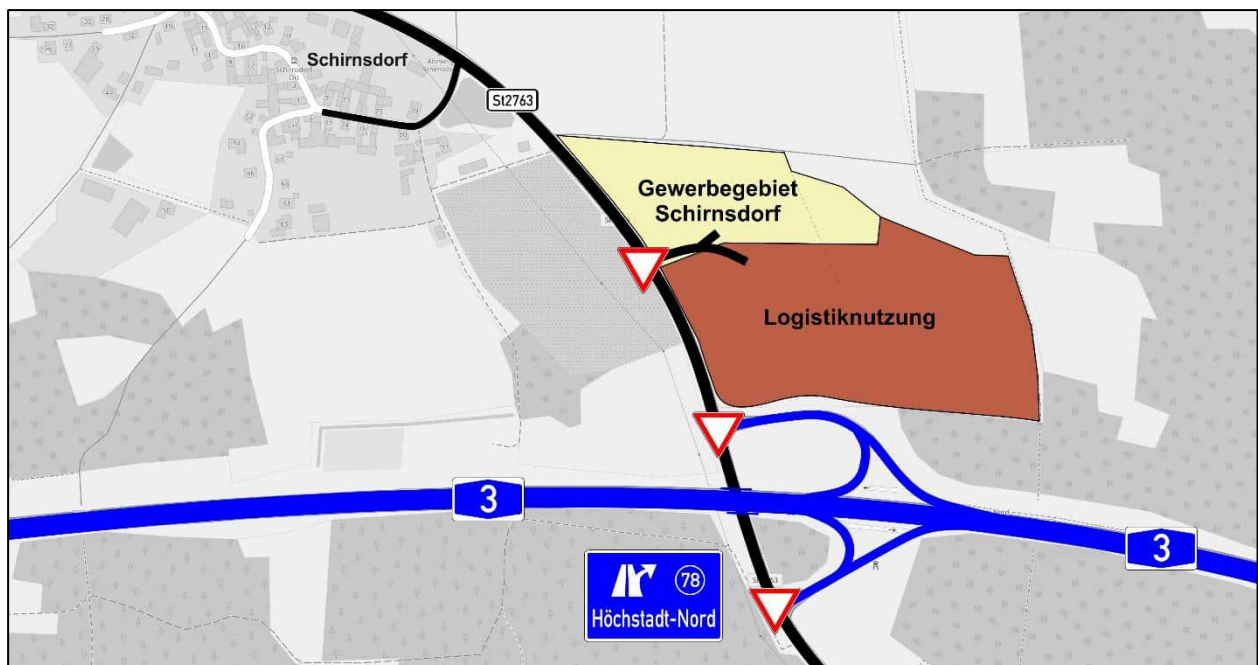 Schirnsdorf
St2763
Gewerbegebiet
Schirnsdorf
Logistiknutzung
3
3
78
Höchstadt-Nord